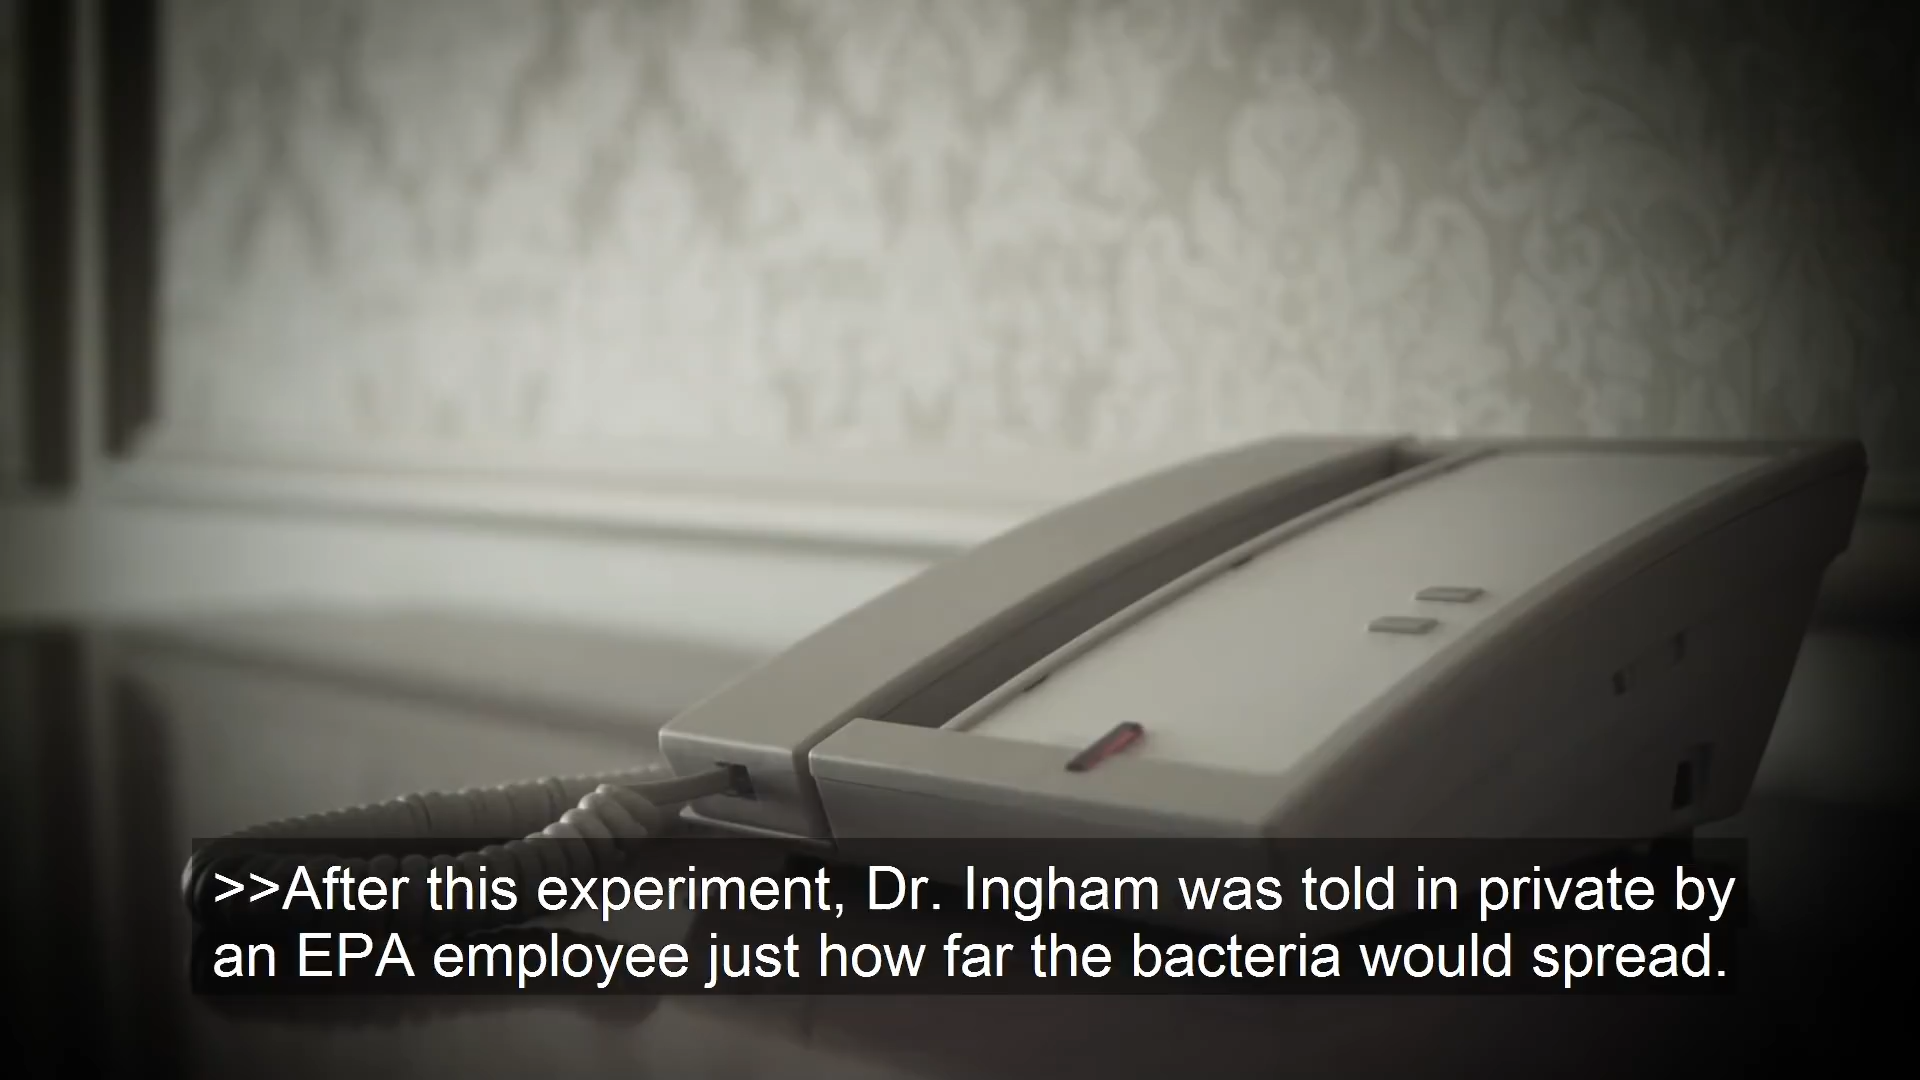 >>After this experiment, Dr. Ingham was told in private by
an EPA employee just how far the bacteria would spread.